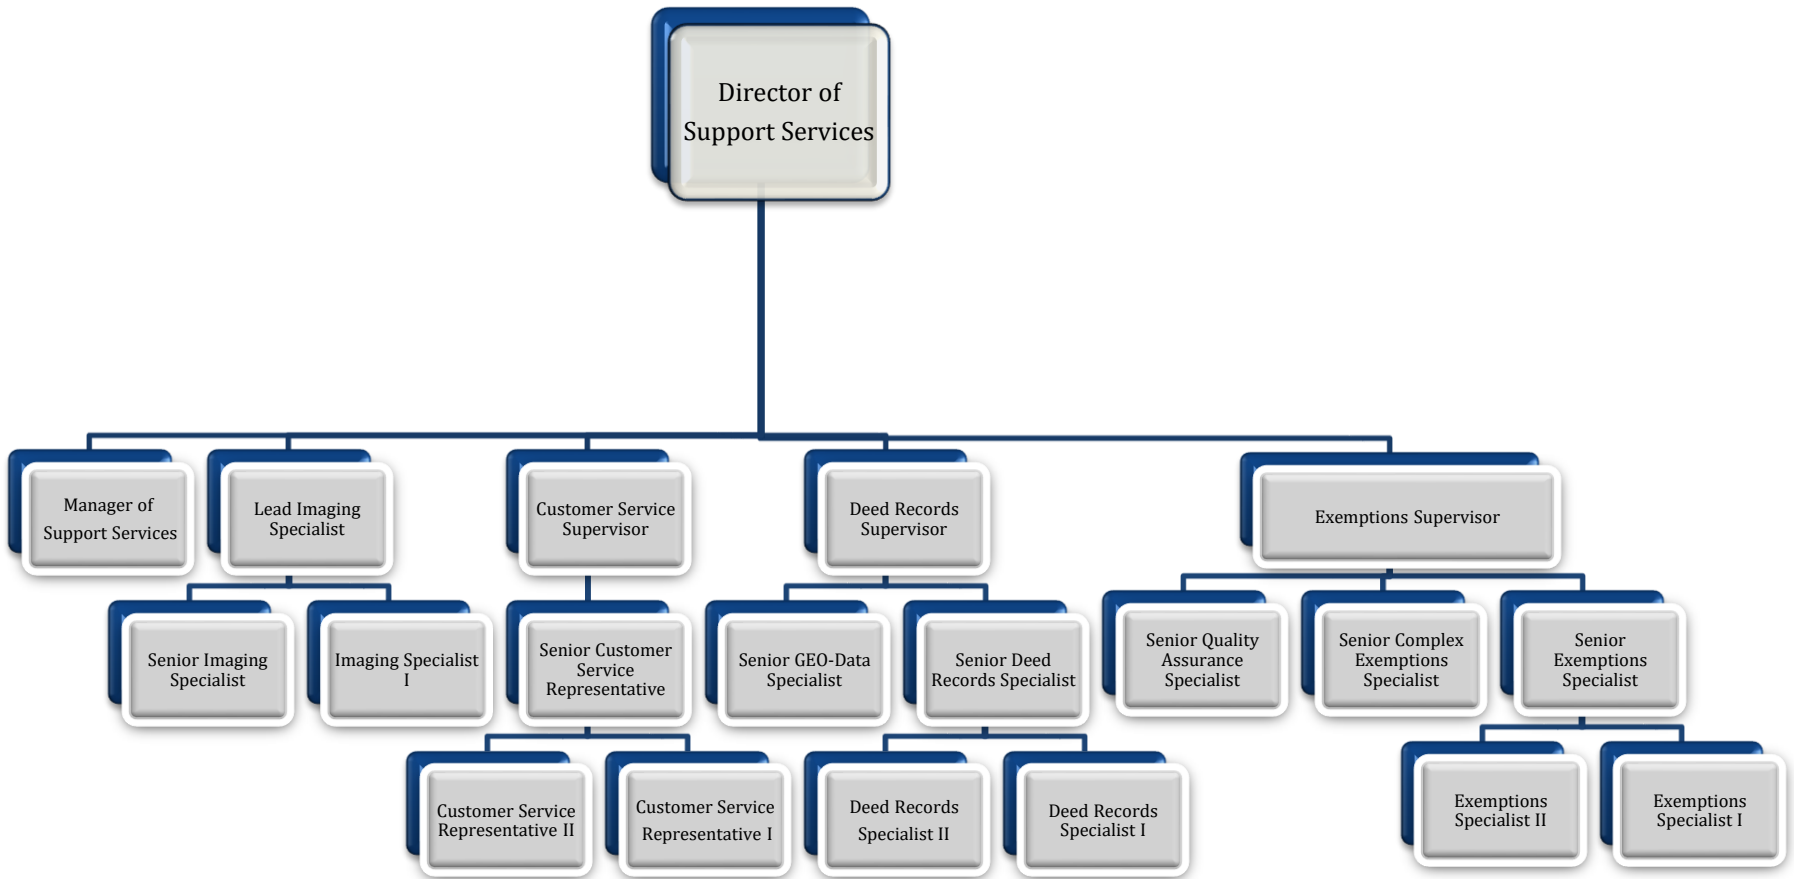 Director of
Support Services
Manager of
Support Services
Lead Imaging
Specialist
Customer Service
Supervisor
Deed Records
Supervisor
Exemptions Supervisor
Senior Imaging
Specialist
Imaging Specialist
I
Senior Customer
Service
Representative
Senior GEO-Data
Specialist
Senior Deed
Records Specialist
Senior Quality
Assurance
Specialist
Senior Complex
Exemptions
Specialist
Senior
Exemptions
Specialist
Customer Service
Representative II
Customer Service
Representative I
Deed Records
Specialist II
Deed Records
Specialist I
Exemptions
Specialist II
Exemptions
Specialist I